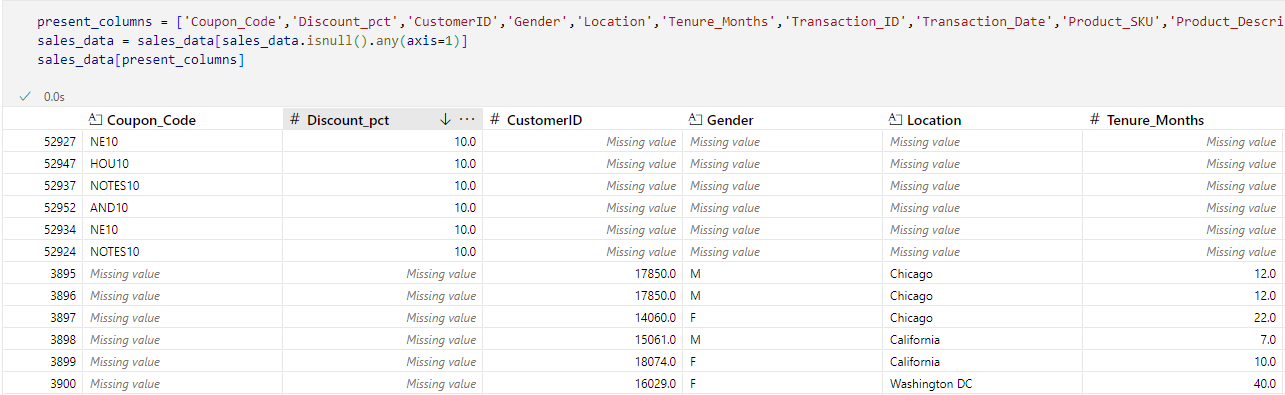 present_columns = ['Coupon_Code','Discount_pct','CustomerID','Gender','Location','Tenure_Months','Transaction_ID','Transaction_Date','Product_SKU','Product_Descri
sales_data = sales_data[sales_data.isnull().any(axis=1)]
sales_data[present_columns]
0.0s
Coupon_Code # Discount_pct ↓ ··· # CustomerID Gender Location # Tenure_Months
52927 NE10 10.0 Missing value Missing value Missing value Missing value
52947 HOU10 10.0 Missing value Missing value Missing value Missing value
52937 NOTES10 10.0 Missing value Missing value Missing value Missing value
52952 AND10 10.0 Missing value Missing value Missing value Missing value
52934 NE10 10.0 Missing value Missing value Missing value Missing value
52924 NOTES10 10.0 Missing value Missing value Missing value Missing value
3895 Missing value Missing value 17850.0 M Chicago 12.0
3896 Missing value Missing value 17850.0 M Chicago 12.0
3897 Missing value Missing value 14060.0 F Chicago 22.0
3898 Missing value Missing value 15061.0 M California 7.0
3899 Missing value Missing value 18074.0 F California 10.0
3900 Missing value Missing value 16029.0 F Washington DC 40.0